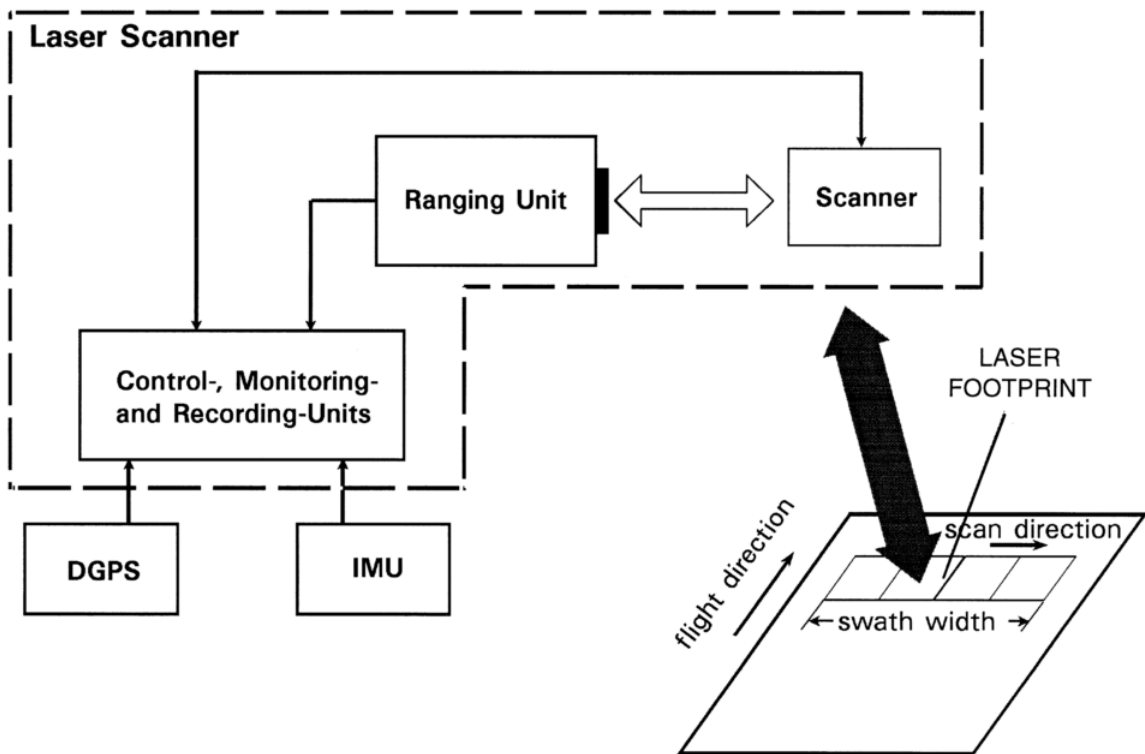 Laser Scanner
Ranging Unit
Scanner
Control-, Monitoring-
and Recording-Units
DGPS
IMU
LASER
FOOTPRINT
scan direction
flight direction
swath width